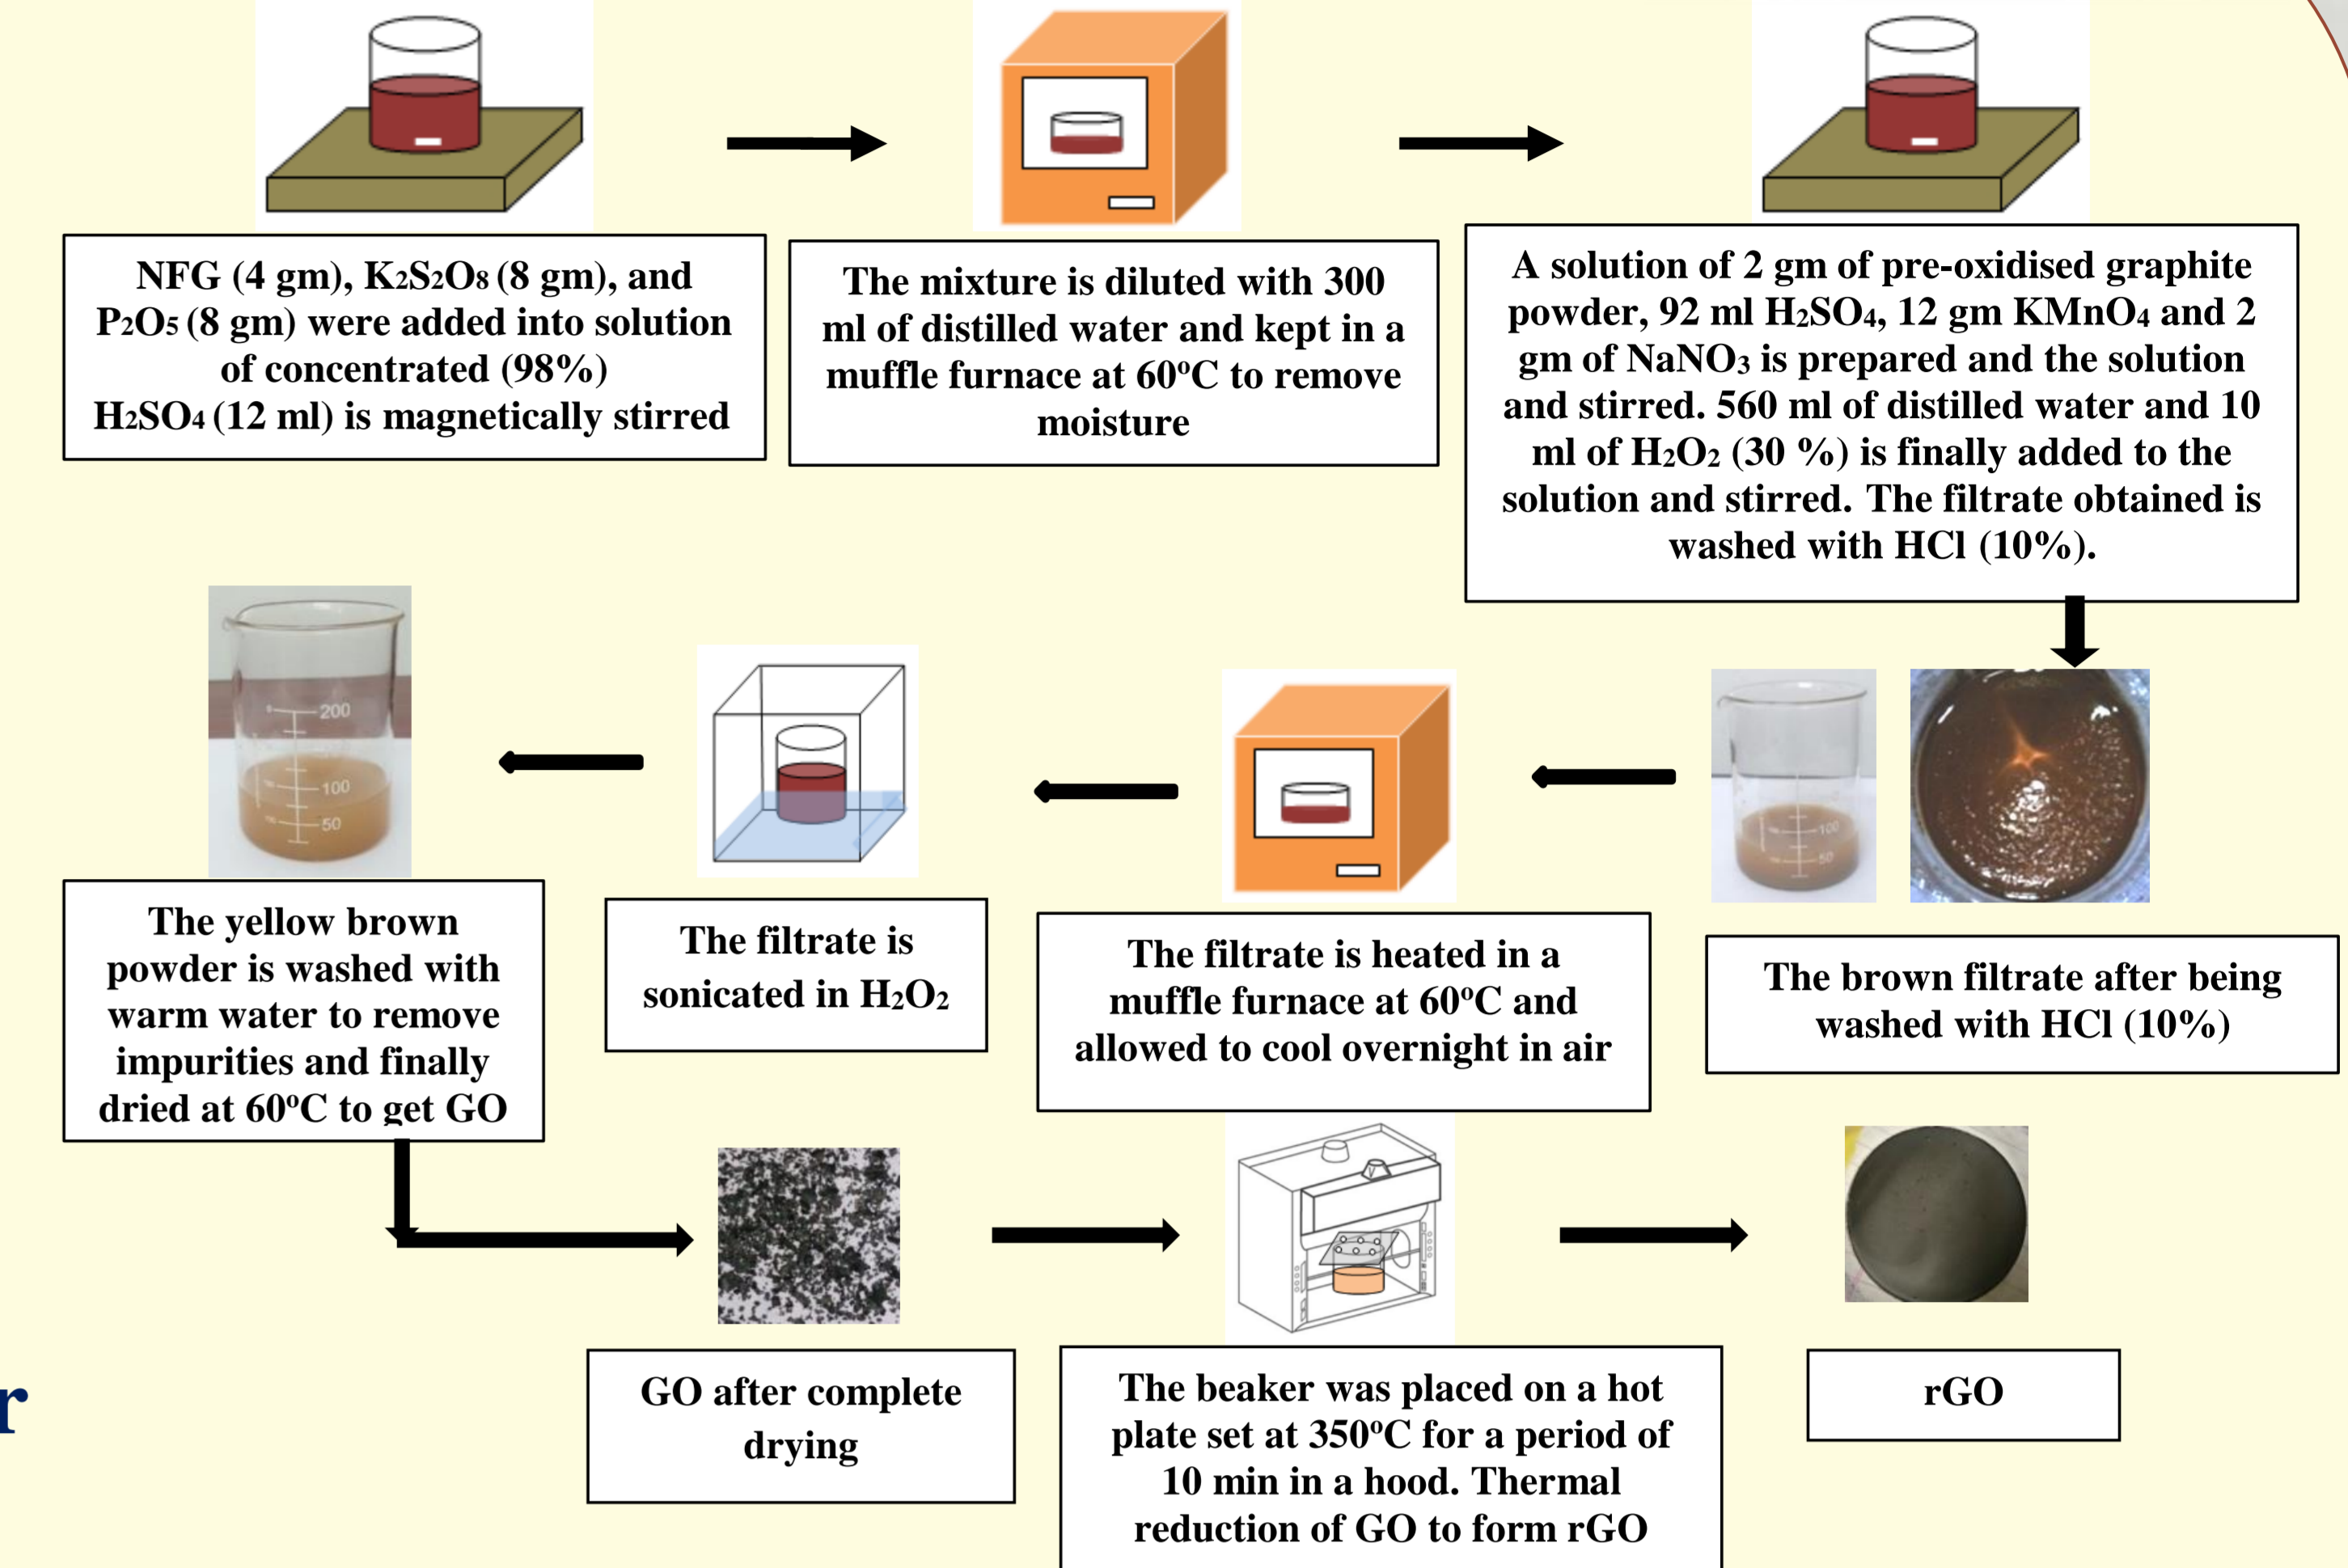 NFG (4 gm), K₂S₂O₈ (8 gm), and
P₂O₅ (8 gm) were added into solution
of concentrated (98%)
H₂SO₄ (12 ml) is magnetically stirred
The mixture is diluted with 300
ml of distilled water and kept in a
muffle furnace at 60ºC to remove
moisture
A solution of 2 gm of pre-oxidised graphite
powder, 92 ml H₂SO₄, 12 gm KMnO₄ and 2
gm of NaNO₃ is prepared and the solution
and stirred. 560 ml of distilled water and 10
ml of H₂O₂ (30 %) is finally added to the
solution and stirred. The filtrate obtained is
washed with HCl (10%).
200
100
50
100
50
The yellow brown
powder is washed with
warm water to remove
impurities and finally
dried at 60ºC to get GO
The filtrate is
sonicated in H₂O₂
The filtrate is heated in a
muffle furnace at 60ºC and
allowed to cool overnight in air
The brown filtrate after being
washed with HCl (10%)
r
GO after complete
drying
The beaker was placed on a hot
plate set at 350ºC for a period of
10 min in a hood. Thermal
reduction of GO to form rGO
rGO